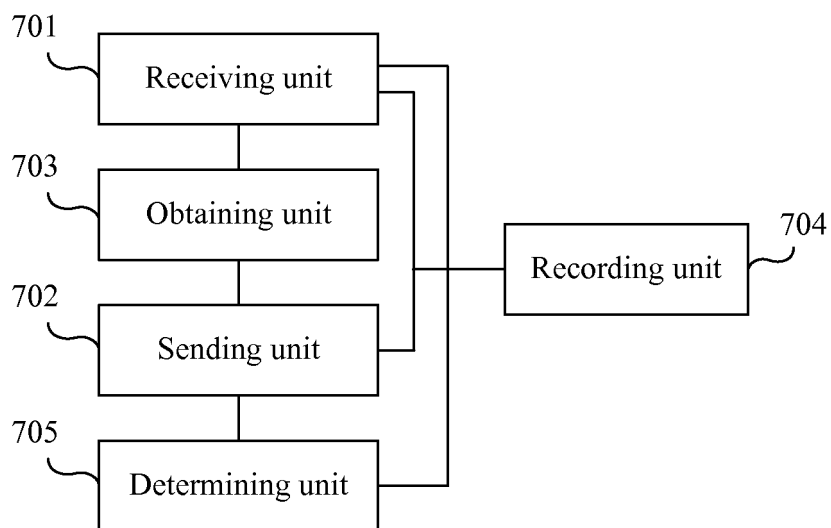 701
Receiving unit
703
Obtaining unit
704
Recording unit
702
Sending unit
705
Determining unit